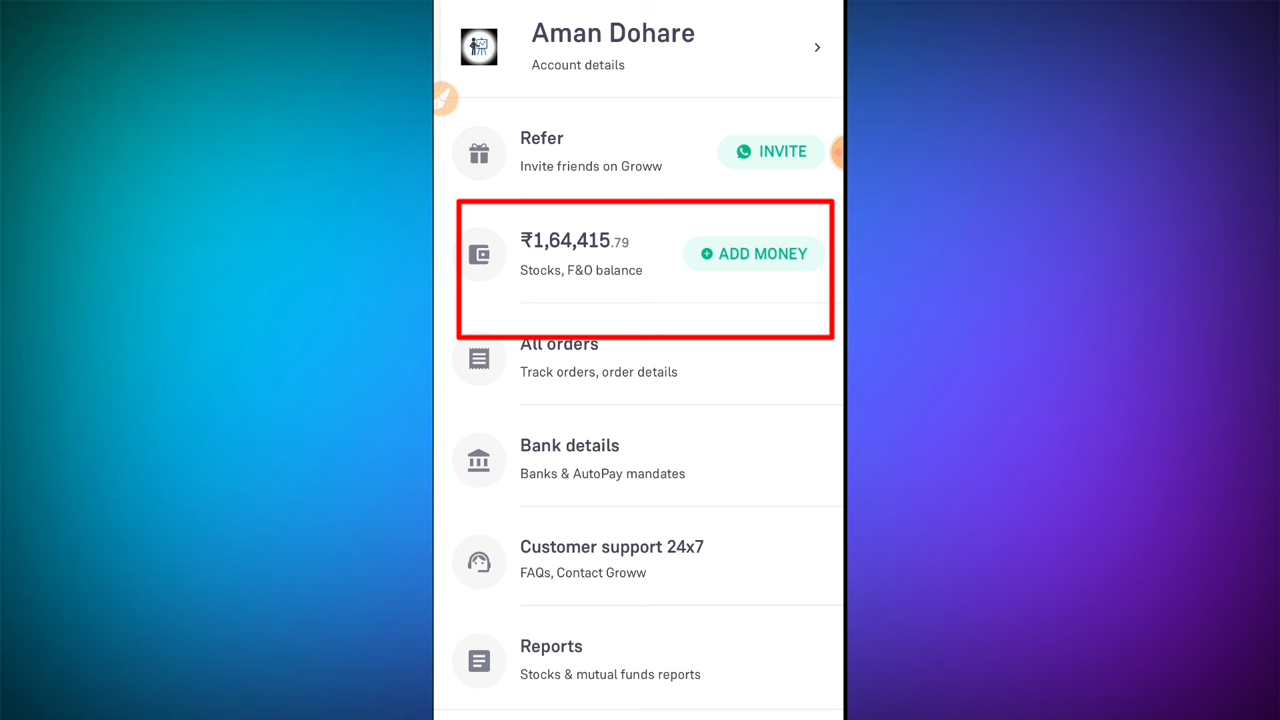 Aman Dohare
Account details
Refer
Invite friends on Groww
INVITE
₹1,64,415.79
Stocks, F&O balance
ADD MONEY
All orders
Track orders, order details
Bank details
Banks & AutoPay mandates
Customer support 24x7
FAQs, Contact Groww
Reports
Stocks & mutual funds reports